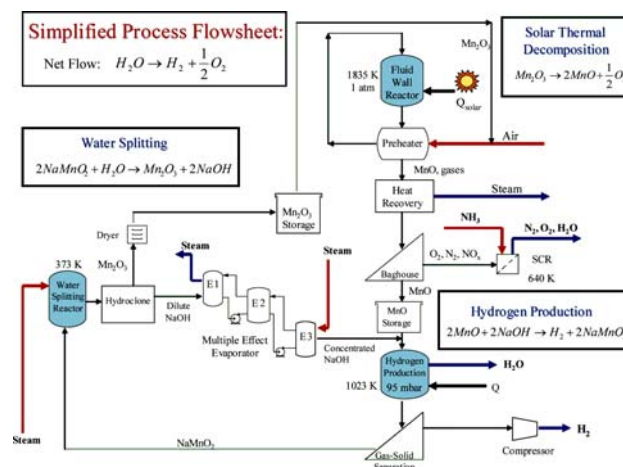 Simplified Process Flowsheet:
Net Flow: H₂O → H₂ + 1/2 O₂
Solar Thermal
Decomposition
Mn₂O₃ → 2MnO + 1/2 O
Water Splitting
2NaMnO₂ + H₂O → Mn₂O₃ + 2NaOH
Mn₂O₃
1835 K
1 atm
Fluid
Wall
Reactor
Q solar
Preheater
Air
MnO, gases
Heat
Recovery
Steam
Mn₂O₃
Storage
Dryer
Mn₂O₃
NH₃
N₂, O₂, H₂O
O₂, N₂, NOₓ
SCR
640 K
Baghouse
MnO
MnO
Storage
373 K
Water
Splitting
Reactor
Hydroclone
Dilute
NaOH
Steam
Steam
E1
E2
E3
Multiple Effect
Evaporator
Concentrated
NaOH
Hydrogen Production
2MnO + 2NaOH → H₂ + 2NaMnO
1023 K
Hydrogen
Production
95 mbar
H₂O
Q
Steam
NaMnO₂
Gas-Solid
Compressor
H₂